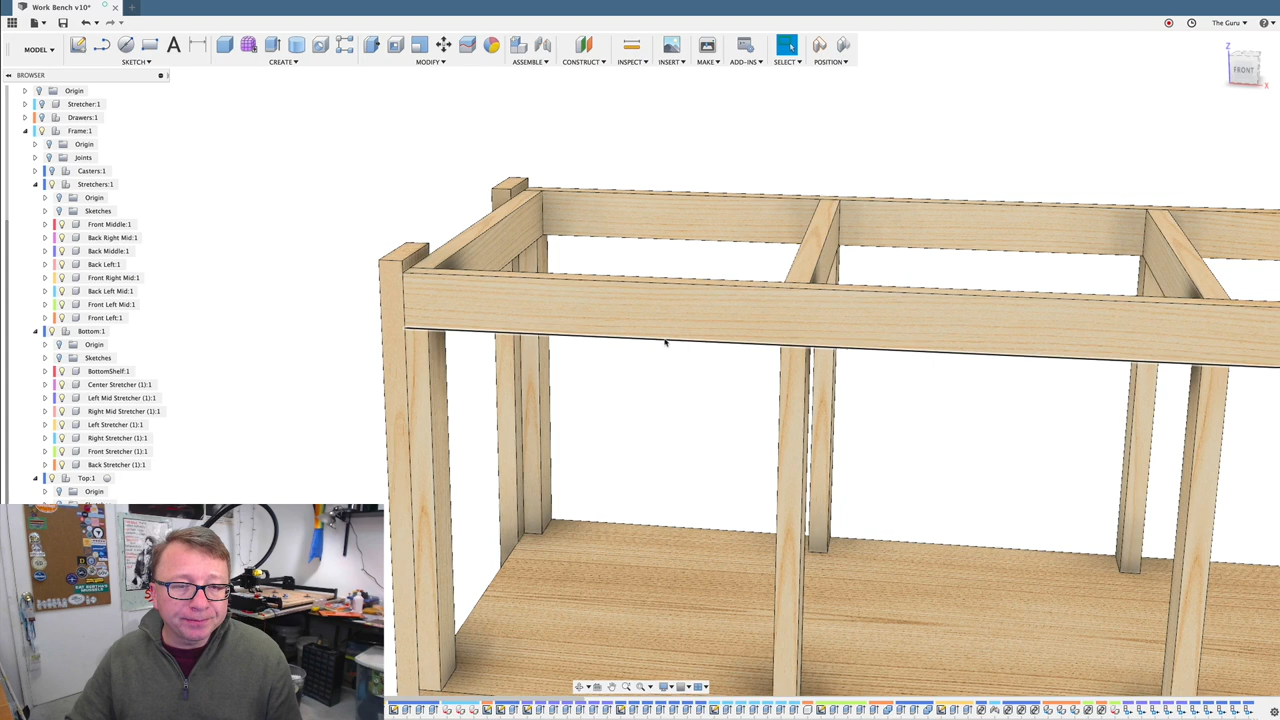 Work Bench v10*
The Guru
MODEL
SKETCH
CREATE
MODIFY
ASSEMBLE
CONSTRUCT
INSPECT
INSERT
MAKE
ADD-INS
SELECT
POSITION
Z
FRONT
X
BROWSER
Origin
Stretcher:1
Drawers:1
Frame:1
Origin
Joints
Casters:1
Stretchers:1
Origin
Sketches
Front Middle:1
Back Right Mid:1
Back Middle:1
Back Left:1
Front Right Mid:1
Back Left Mid:1
Front Left Mid:1
Front Left:1
Bottom:1
Origin
Sketches
BottomShelf:1
Center Stretcher (1):1
Left Mid Stretcher (1):1
Right Mid Stretcher (1):1
Left Stretcher (1):1
Right Stretcher (1):1
Front Stretcher (1):1
Back Stretcher (1):1
Top:1
Origin